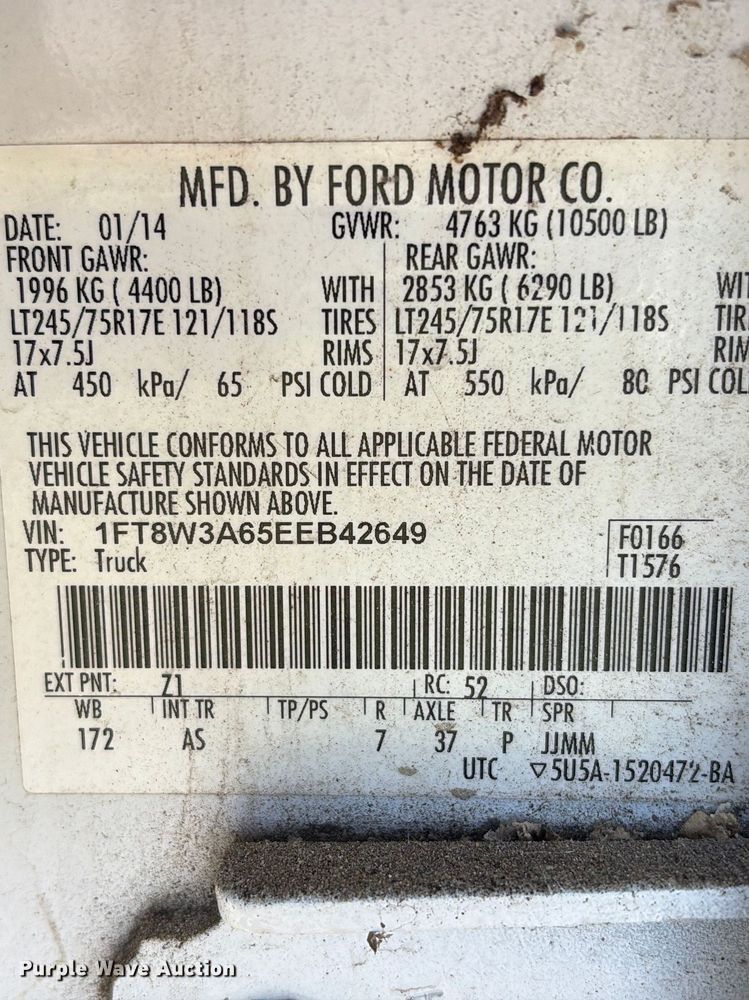 MFD. BY FORD MOTOR CO.
DATE: 01/14 GVWR: 4763 KG (10500 LB)
FRONT GAWR: REAR GAWR:
1996 KG ( 4400 LB) WITH 2853 KG ( 6290 LB) WIT
LT245/75R17E 121/118S TIRES LT245/75R17E 121/118S TIR
17x7.5J RIMS 17x7.5J RIM
AT 450 kPa/ 65 PSI COLD AT 550 kPa/ 80 PSI COL
THIS VEHICLE CONFORMS TO ALL APPLICABLE FEDERAL MOTOR
VEHICLE SAFETY STANDARDS IN EFFECT ON THE DATE OF
MANUFACTURE SHOWN ABOVE.
VIN: 1FT8W3A65EEB42649 F0166
TYPE: Truck T1576
EXT PNT: Z1 RC: 52 DSO:
WB INT TR TP/PS R AXLE TR SPR
172 AS 7 37 P JJMM
UTC ▽5U5A-1520472-BA
Purple Wave Auction